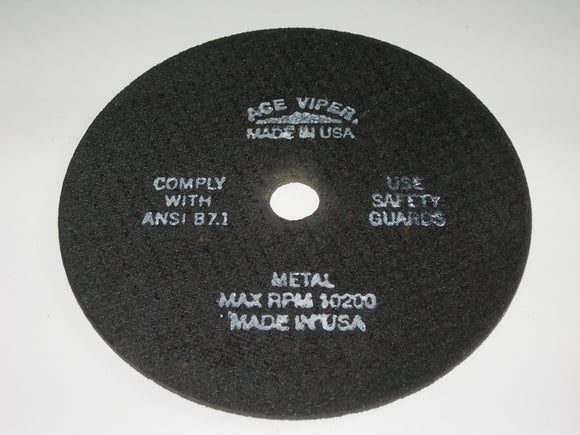 AGE VIPER.
MADE IN USA
COMPLY
WITH
ANSI B7.1
USE
SAFETY
GUARDS
METAL
MAX RPM 10200
MADE IN USA